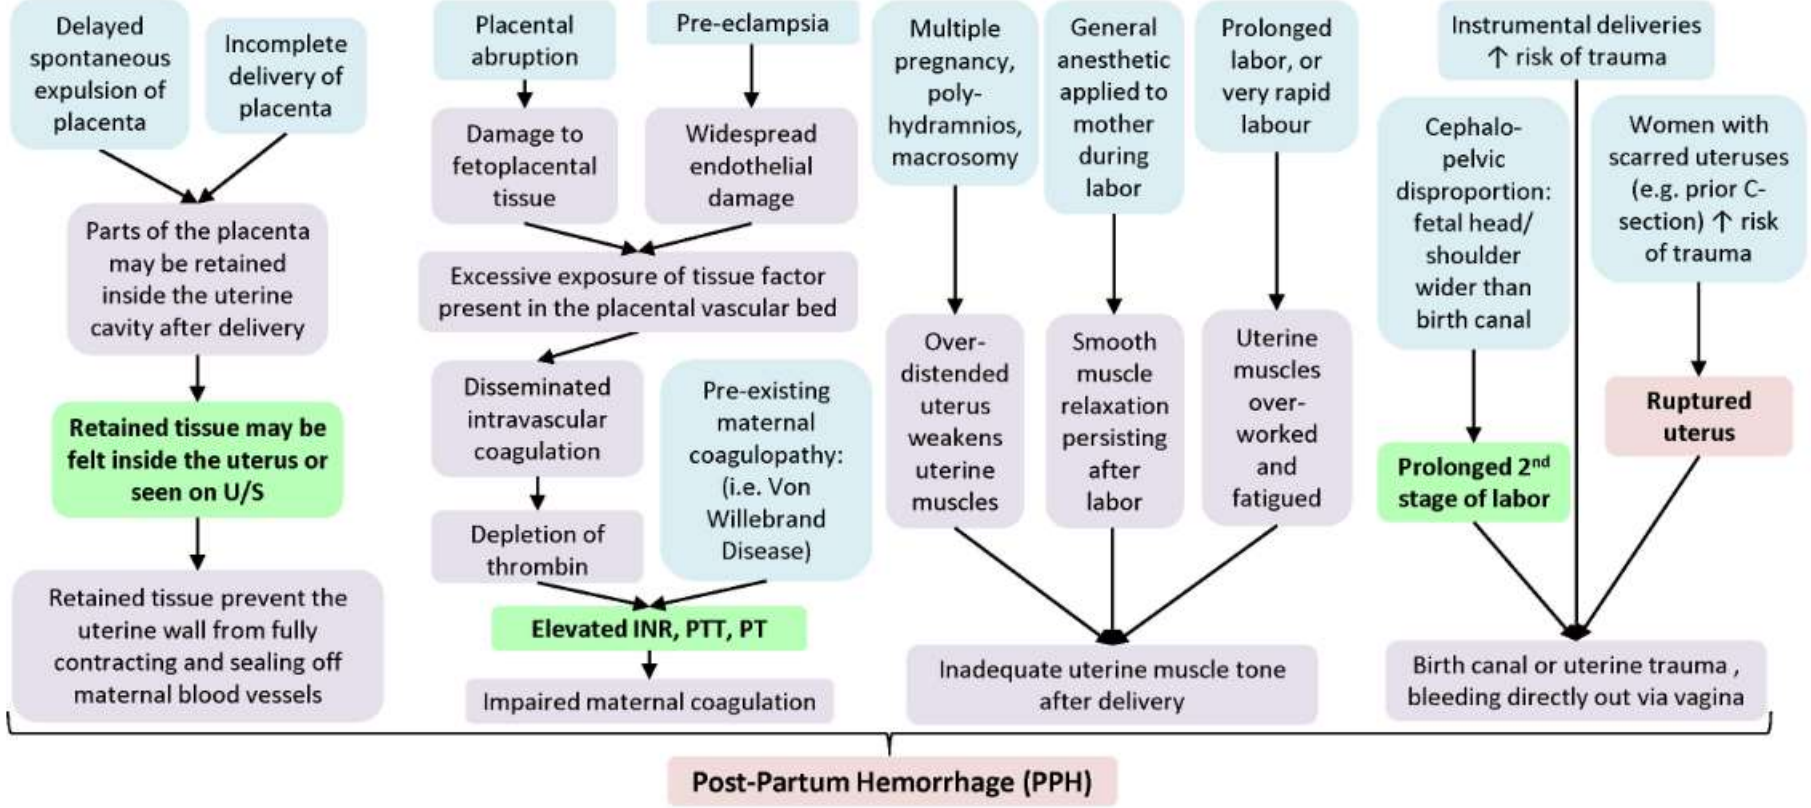 Delayed
spontaneous
expulsion of
placenta
Incomplete
delivery of
placenta
Parts of the placenta
may be retained
inside the uterine
cavity after delivery
Retained tissue may be
felt inside the uterus or
seen on U/S
Retained tissue prevent the
uterine wall from fully
contracting and sealing off
maternal blood vessels
Placental
abruption
Pre-eclampsia
Damage to
fetoplacental
tissue
Widespread
endothelial
damage
Excessive exposure of tissue factor
present in the placental vascular bed
Disseminated
intravascular
coagulation
Depletion of
thrombin
Pre-existing
maternal
coagulopathy:
(i.e. Von
Willebrand
Disease)
Elevated INR, PTT, PT
Impaired maternal coagulation
Multiple
pregnancy,
poly-
hydramnios,
macrosomy
General
anesthetic
applied to
mother
during
labor
Prolonged
labor, or
very rapid
labour
Over-
distended
uterus
weakens
uterine
muscles
Smooth
muscle
relaxation
persisting
after
labor
Uterine
muscles
over-
worked
and
fatigued
Inadequate uterine muscle tone
after delivery
Instrumental deliveries
↑ risk of trauma
Cephalo-
pelvic
disproportion:
fetal head/
shoulder
wider than
birth canal
Women with
scarred uteruses
(e.g. prior C-
section) ↑ risk
of trauma
Prolonged 2nd
stage of labor
Ruptured
uterus
Birth canal or uterine trauma ,
bleeding directly out via vagina
Post-Partum Hemorrhage (PPH)